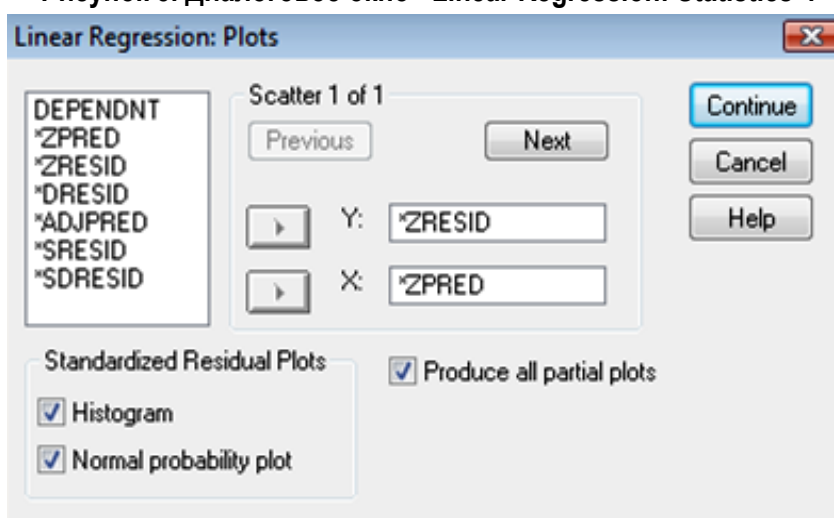 Linear Regression: Plots
DEPENDNT
*ZPRED
*ZRESID
*DRESID
*ADJPRED
*SRESID
*SDRESID
Scatter 1 of 1
Previous
Next
Y: *ZRESID
X: *ZPRED
Continue
Cancel
Help
Standardized Residual Plots
Histogram
Normal probability plot
Produce all partial plots